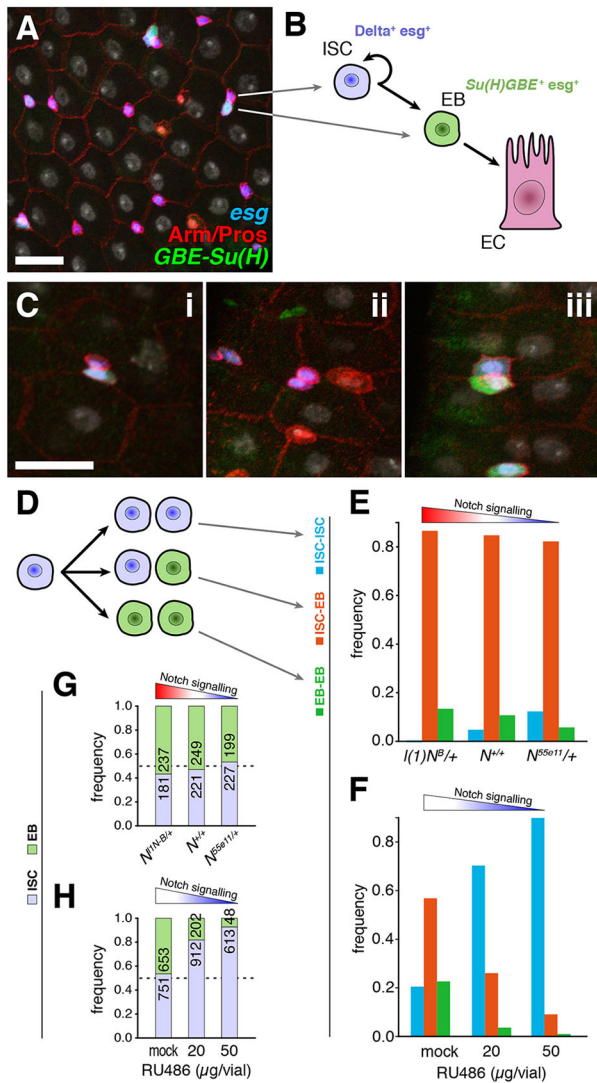 A
esg
Arm/Pros
GBE-Su(H)
B
Delta⁺ esg⁺
ISC
Su(H)GBE⁺ esg⁺
EB
EC
C
i
ii
iii
D
ISC-ISC
ISC-EB
EB-EB
E
Notch signalling
frequency
0.8
0.6
0.4
0.2
0.0
l(1)Nᴮ/+
N⁺/⁺
N⁵⁵ᵉ¹¹/+
G
Notch signalling
frequency
1.0
0.8
0.6
0.4
0.2
0.0
237
249
199
181
221
227
Nˡ¹ᴺ⁻ᴮ/⁺
N⁺/⁺
N⁵⁵ᵉ¹¹/⁺
EB
ISC
H
Notch signalling
frequency
1.0
0.8
0.6
0.4
0.2
0.0
653
202
48
751
912
613
mock
20
50
RU486 (µg/vial)
F
Notch signalling
frequency
0.8
0.6
0.4
0.2
0.0
mock
20
50
RU486 (µg/vial)